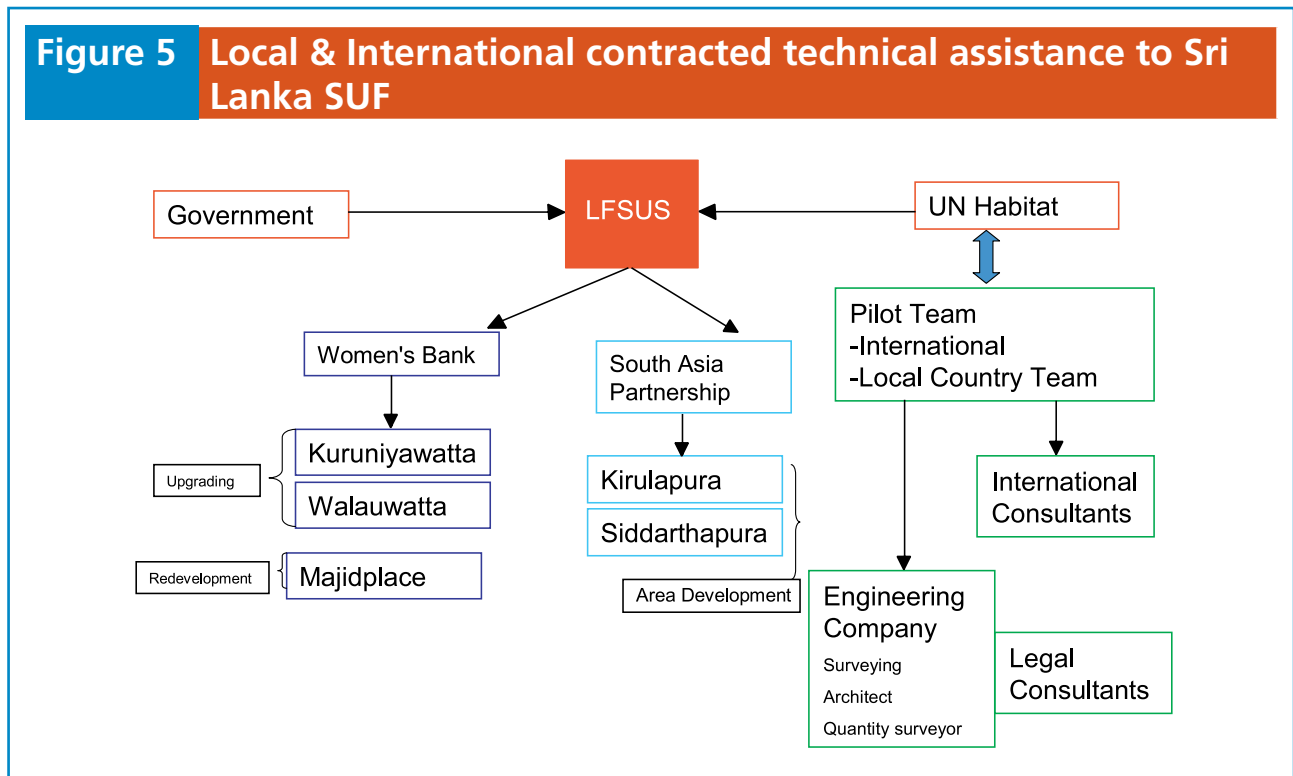 Figure 5
Local & International contracted technical assistance to Sri
Lanka SUF
Government
LFSUS
UN Habitat
Women's Bank
South Asia
Partnership
Pilot Team
-International
-Local Country Team
Upgrading
Kuruniyawatta
Walauwatta
Redevelopment
Majidplace
Kirulapura
Siddarthapura
Area Development
International
Consultants
Engineering
Company
Surveying
Architect
Quantity surveyor
Legal
Consultants